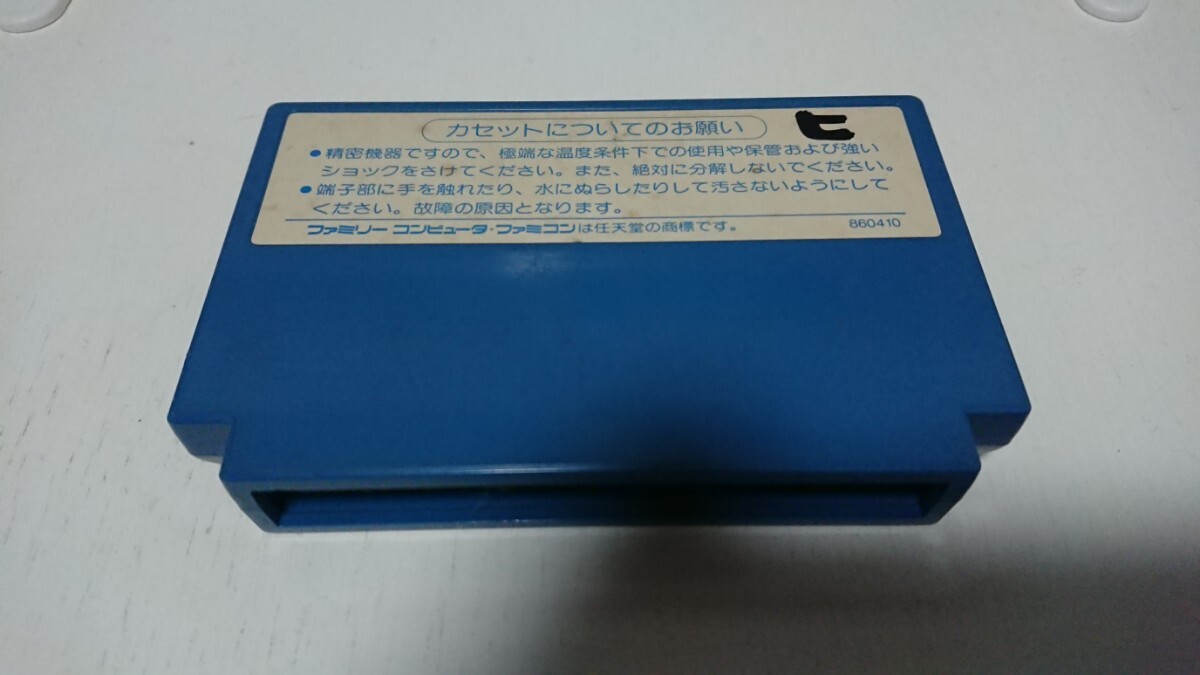 カセットについてのお願い
ヒ
●精密機器ですので、極端な温度条件下での使用や保管および強い
ショックをさけてください。また、絶対に分解しないでください。
●端子部に手を触れたり、水にぬらしたりして汚さないようにして
ください。故障の原因となります。
ファミリー コンピュータ・ファミコンは任天堂の商標です。 860410